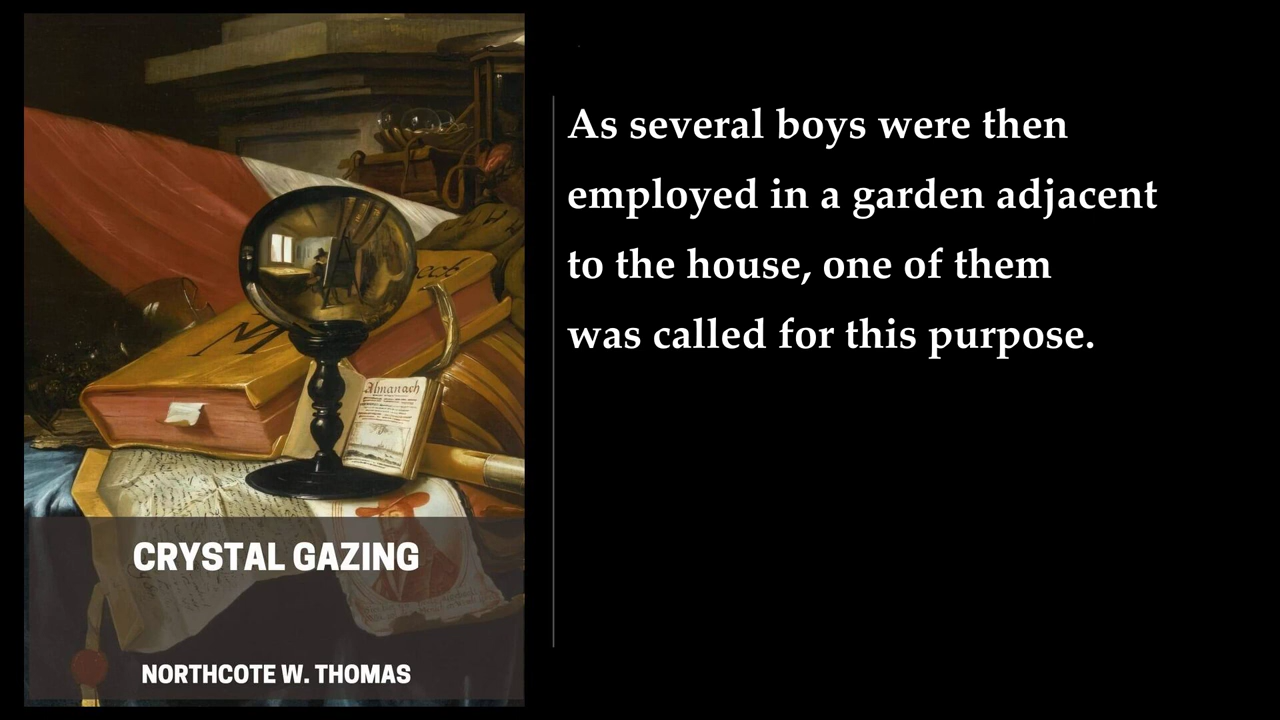 M
Almanach
CRYSTAL GAZING
NORTHCOTE W. THOMAS
As several boys were then
employed in a garden adjacent
to the house, one of them
was called for this purpose.